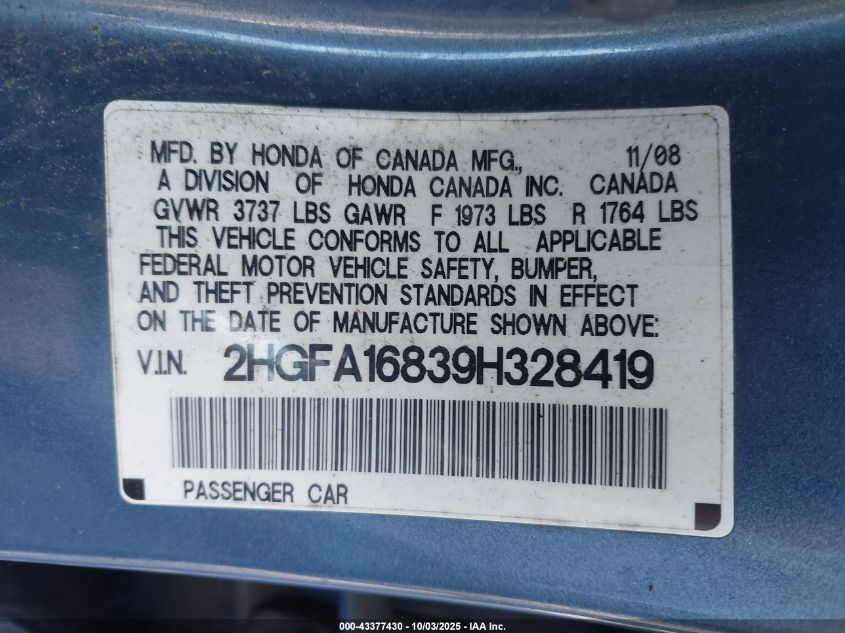 MFD. BY HONDA OF CANADA MFG., 11/08
A DIVISION OF HONDA CANADA INC. CANADA
GVWR 3737 LBS GAWR F 1973 LBS R 1764 LBS
THIS VEHICLE CONFORMS TO ALL APPLICABLE
FEDERAL MOTOR VEHICLE SAFETY, BUMPER,
AND THEFT PREVENTION STANDARDS IN EFFECT
ON THE DATE OF MANUFACTURE SHOWN ABOVE:
V.I.N. 2HGFA16839H328419
PASSENGER CAR
000-43377430 - 10/03/2025 - IAA, Inc.